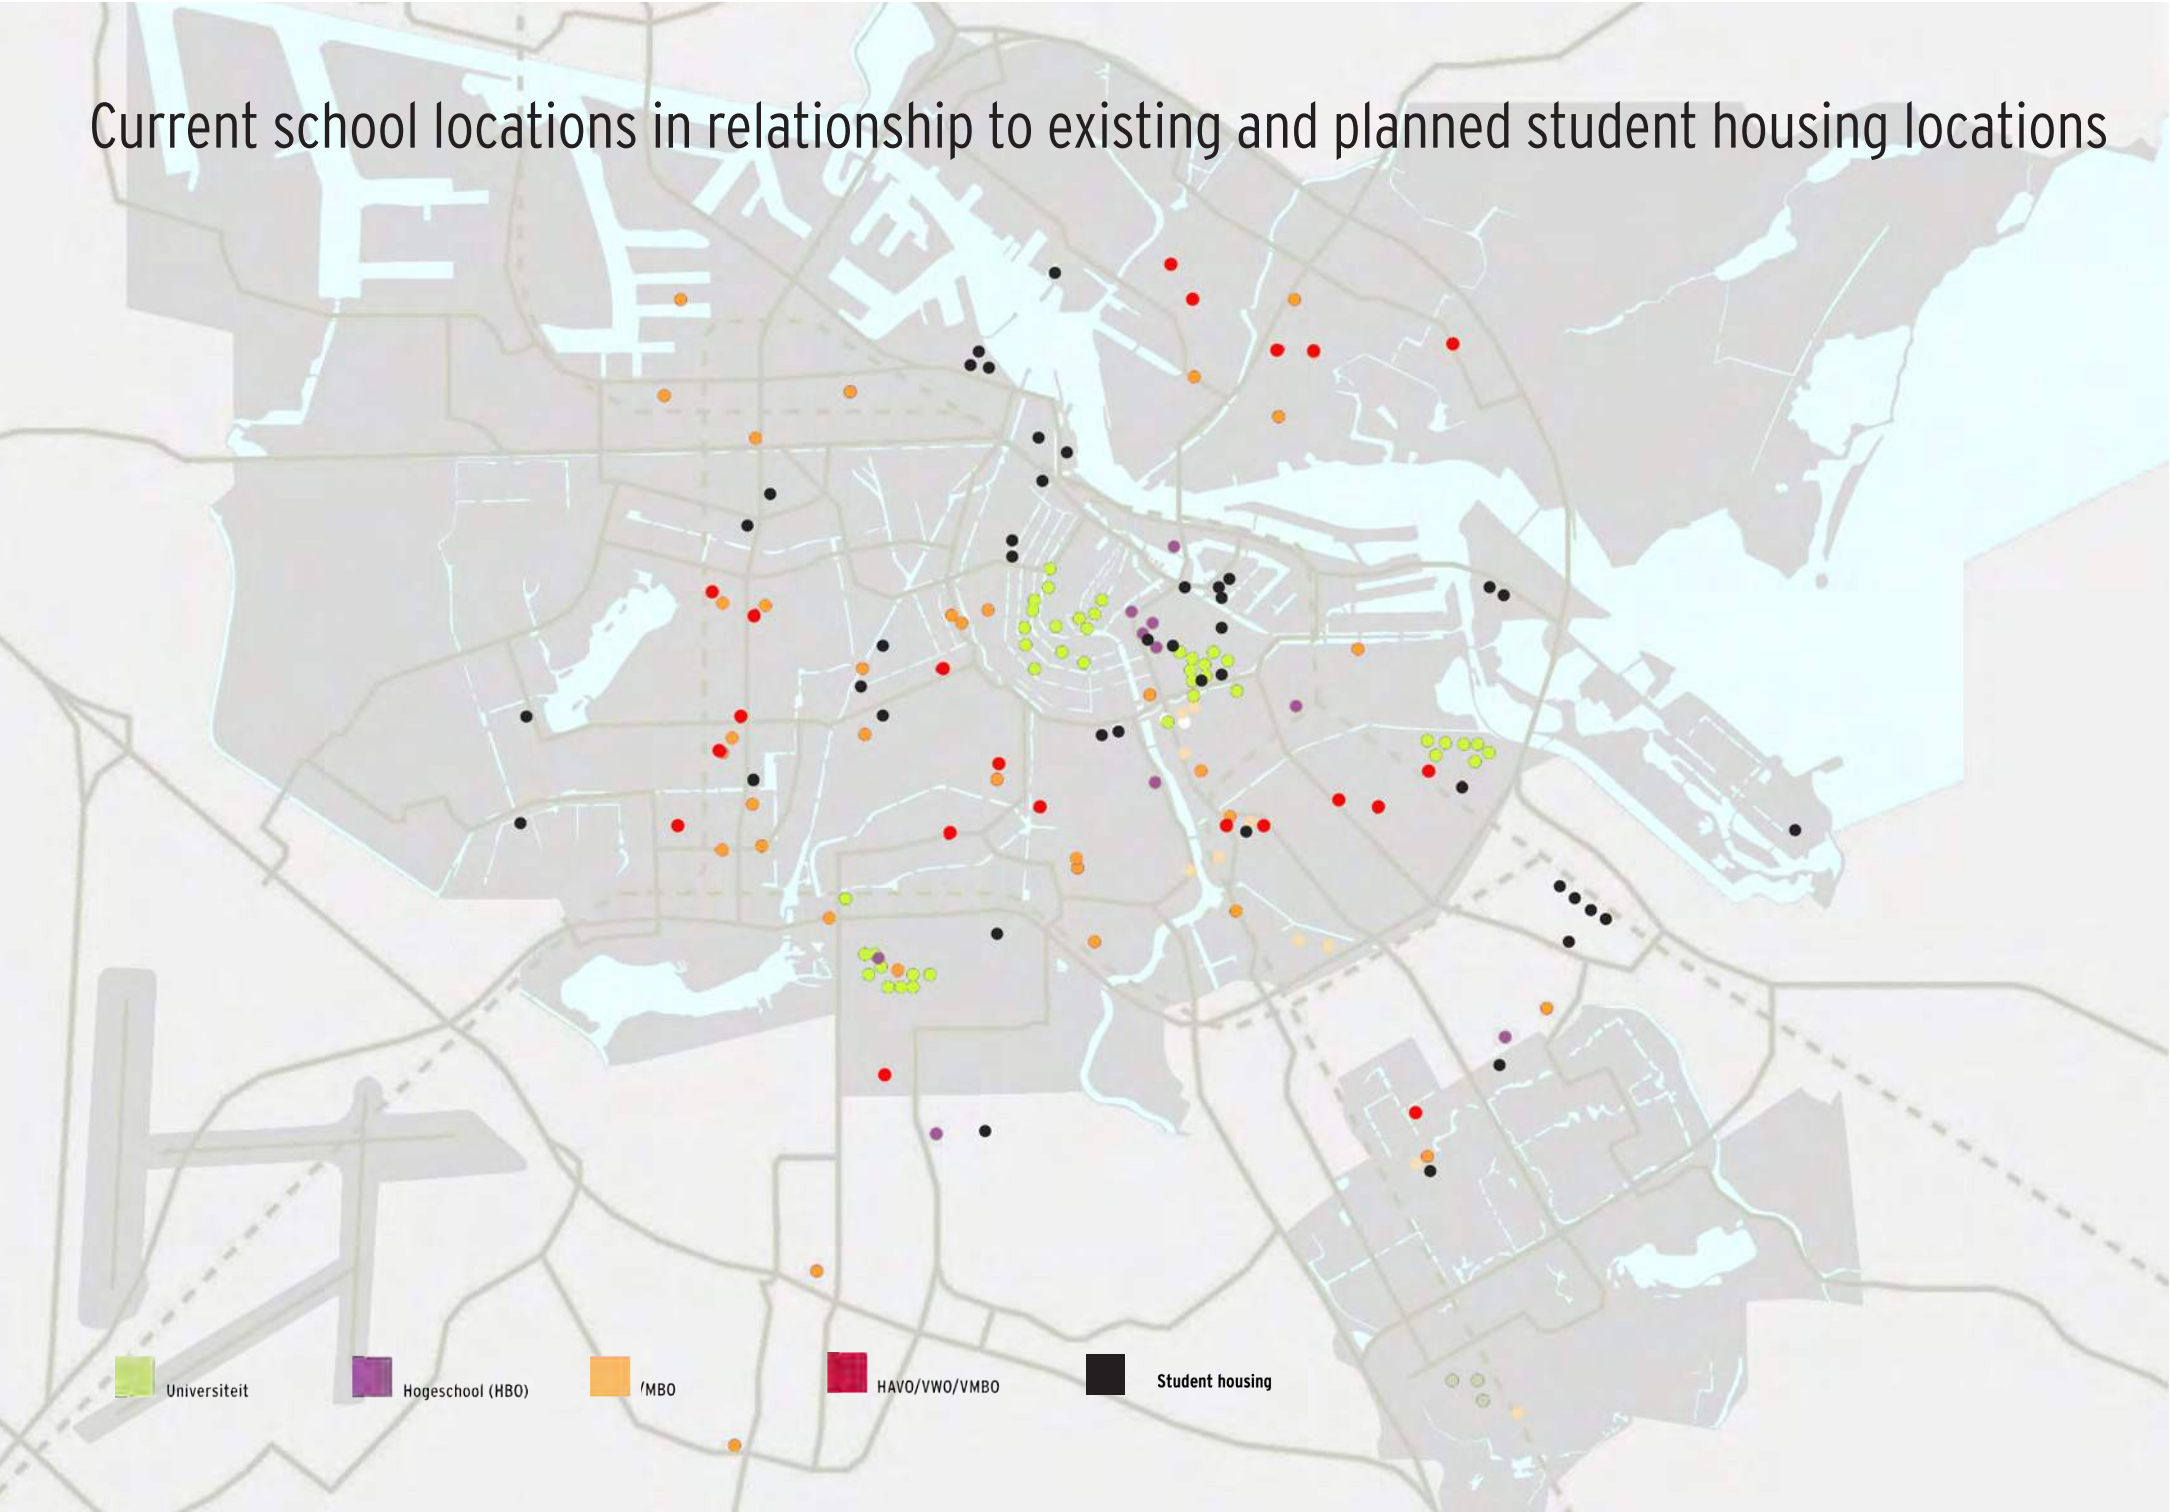 Current school locations in relationship to existing and planned student housing locations
Universiteit
Hogeschool (HBO)
/MBO
HAVO/VWO/VMBO
Student housing